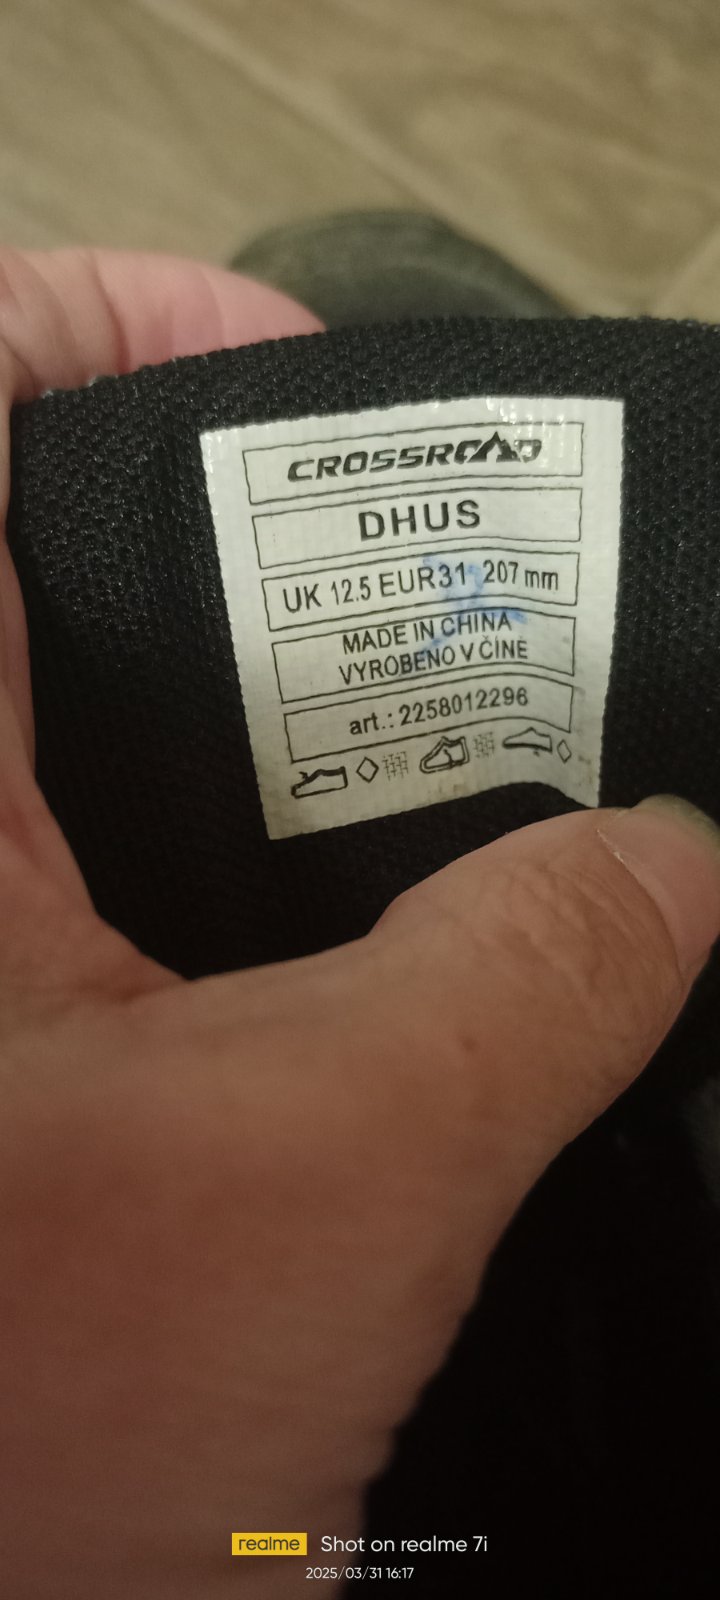 CROSSROAD
DHUS
UK 12.5 EUR31 207 mm
MADE IN CHINA
VYROBENO V ČÍNĚ
art.: 2258012296
realme Shot on realme 7i
2025/03/31 16:17